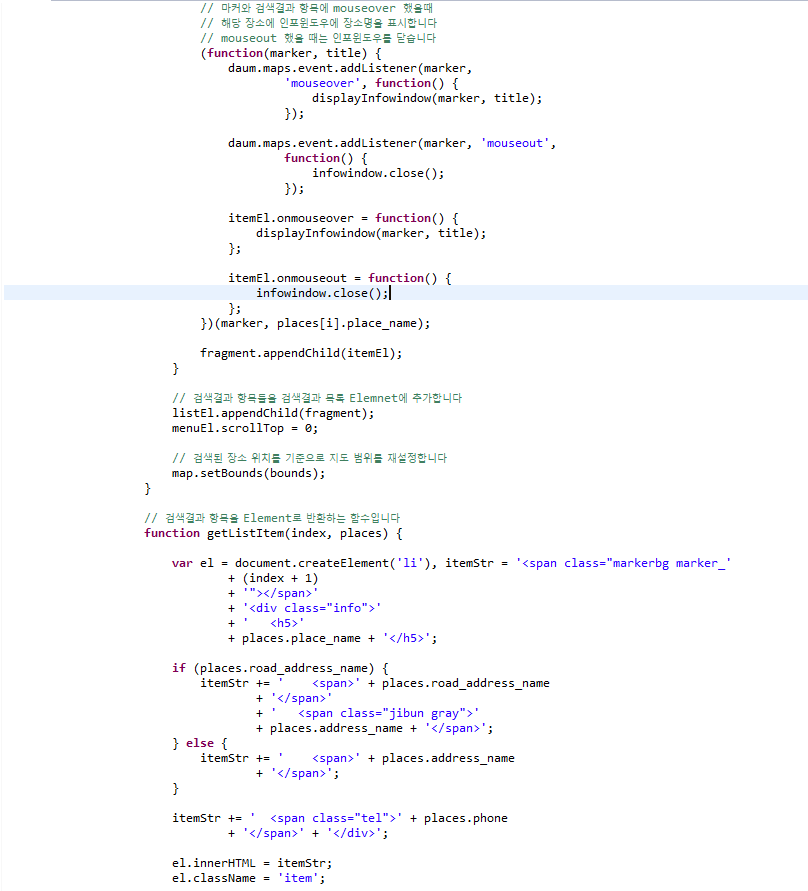 // 마커와 검색결과 항목에 mouseover 했을때
// 해당 장소에 인포윈도우에 장소명을 표시합니다
// mouseout 했을 때는 인포윈도우를 닫습니다
(function(marker, title) {
daum.maps.event.addListener(marker,
'mouseover', function() {
displayInfowindow(marker, title);
});
daum.maps.event.addListener(marker, 'mouseout',
function() {
infowindow.close();
});
itemEl.onmouseover = function() {
displayInfowindow(marker, title);
};
itemEl.onmouseout = function() {
infowindow.close();
};
})(marker, places[i].place_name);
fragment.appendChild(itemEl);
}
// 검색결과 항목들을 검색결과 목록 Elemnet에 추가합니다
listEl.appendChild(fragment);
menuEl.scrollTop = 0;
// 검색된 장소 위치를 기준으로 지도 범위를 재설정합니다
map.setBounds(bounds);
}
// 검색결과 항목을 Element로 반환하는 함수입니다
function getListItem(index, places) {
var el = document.createElement('li'), itemStr = '<span class="markerbg marker_'
+ (index + 1)
+ '"></span>'
+ '<div class="info">'
+ '   <h5>'
+ places.place_name + '</h5>';
if (places.road_address_name) {
itemStr += '    <span>' + places.road_address_name
+ '</span>'
+ '   <span class="jibun gray">'
+ places.address_name + '</span>';
} else {
itemStr += '    <span>' + places.address_name
+ '</span>';
}
itemStr += '  <span class="tel">' + places.phone
+ '</span>' + '</div>';
el.innerHTML = itemStr;
el.className = 'item';